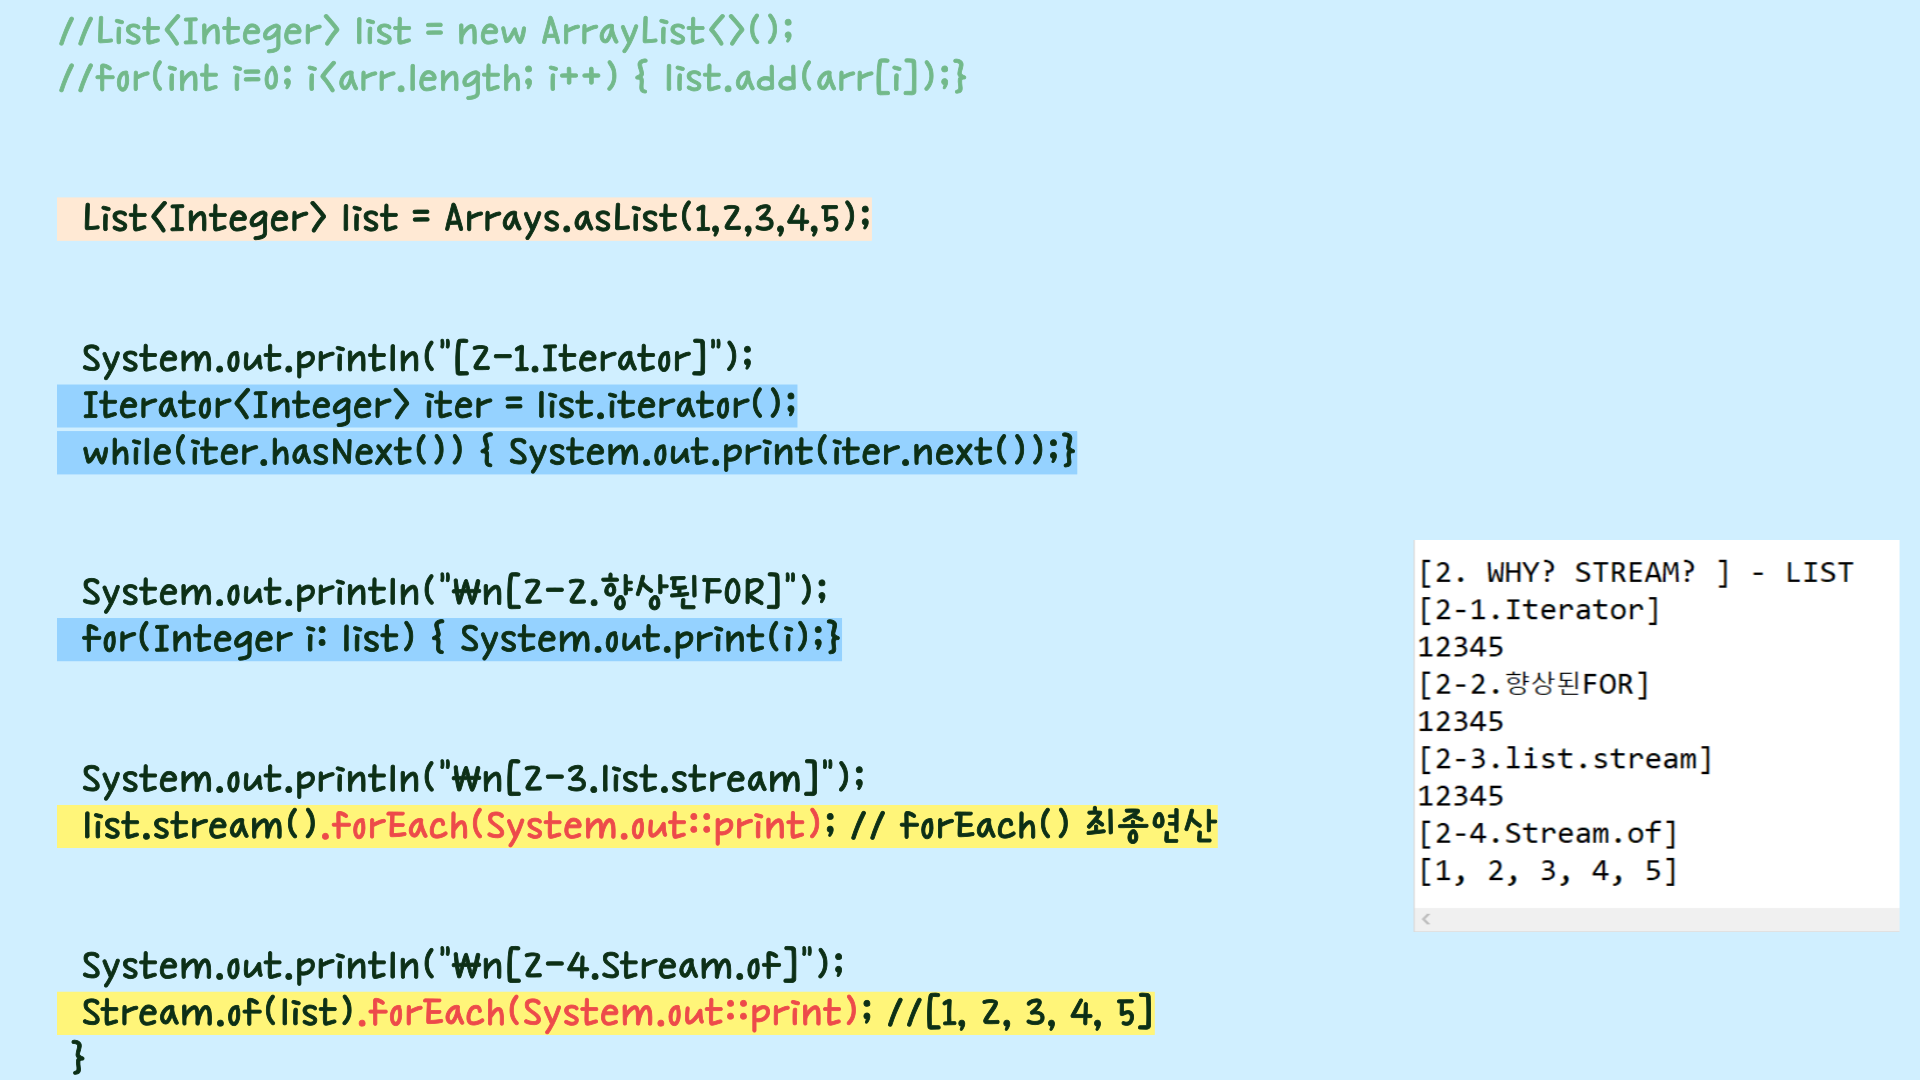 //List<Integer> list = new ArrayList<>();
//for(int i=0; i<arr.length; i++) { list.add(arr[i]);}
List<Integer> list = Arrays.asList(1,2,3,4,5);
System.out.println("[2-1.Iterator]");
Iterator<Integer> iter = list.iterator();
while(iter.hasNext()) { System.out.print(iter.next());}
System.out.println("₩n[2-2.향상된FOR]");
for(Integer i: list) { System.out.print(i);}
System.out.println("₩n[2-3.list.stream]");
list.stream().forEach(System.out::print); // forEach() 최종연산
System.out.println("₩n[2-4.Stream.of]");
Stream.of(list).forEach(System.out::print); //[1, 2, 3, 4, 5]
}
[2. WHY? STREAM? ] - LIST
[2-1.Iterator]
12345
[2-2.향상된FOR]
12345
[2-3.list.stream]
12345
[2-4.Stream.of]
[1, 2, 3, 4, 5]